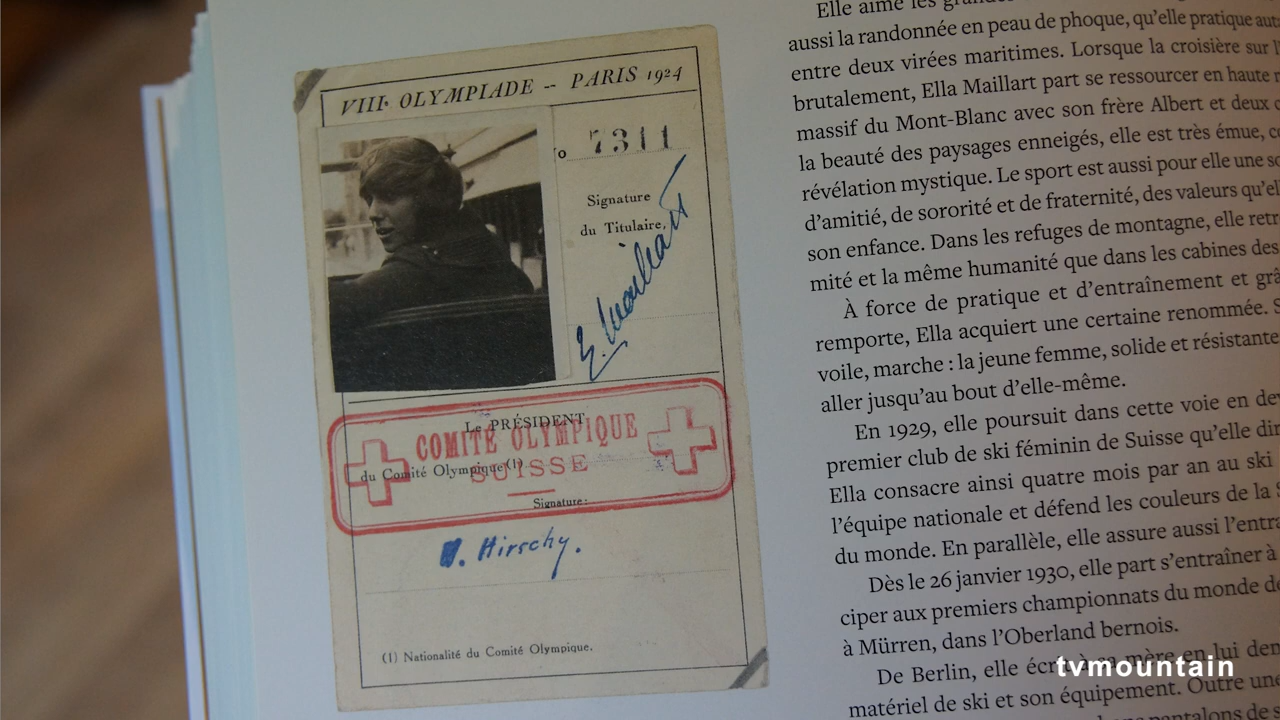 VIIIe OLYMPIADE -- PARIS 1924
No 7311
Signature
du Titulaire,
E. Maillart
Le PRÉSIDENT
COMITÉ OLYMPIQUE
du Comité Olympique (1)
SUISSE
Signature :
Hirschy.
(1) Nationalité du Comité Olympique.
Elle aime les
aussi la randonnée en peau de phoque, qu’elle pratique
entre deux virées maritimes. Lorsque la croisière sur
brutalement, Ella Maillart part se ressourcer en haute
massif du Mont-Blanc avec son frère Albert et deux
la beauté des paysages enneigés, elle est très émue,
révélation mystique. Le sport est aussi pour elle une
d’amitié, de sororité et de fraternité, des valeurs
son enfance. Dans les refuges de montagne, elle
mité et la même humanité que dans les cabines des
À force de pratique et d’entraînement et
remporte, Ella acquiert une certaine renommée.
voile, marche : la jeune femme, solide et résistante
aller jusqu’au bout d’elle-même.
En 1929, elle poursuit dans cette voie en
premier club de ski féminin de Suisse qu’elle
Ella consacre ainsi quatre mois par an au ski
l’équipe nationale et défend les couleurs de la
du monde. En parallèle, elle assure aussi
Dès le 26 janvier 1930, elle part s’entraîner à
ciper aux premiers championnats du monde
à Mürren, dans l’Oberland bernois.
De Berlin, elle écrit à sa mère en lui
matériel de ski et son équipement. Outre une
pantalons de
tvmountain